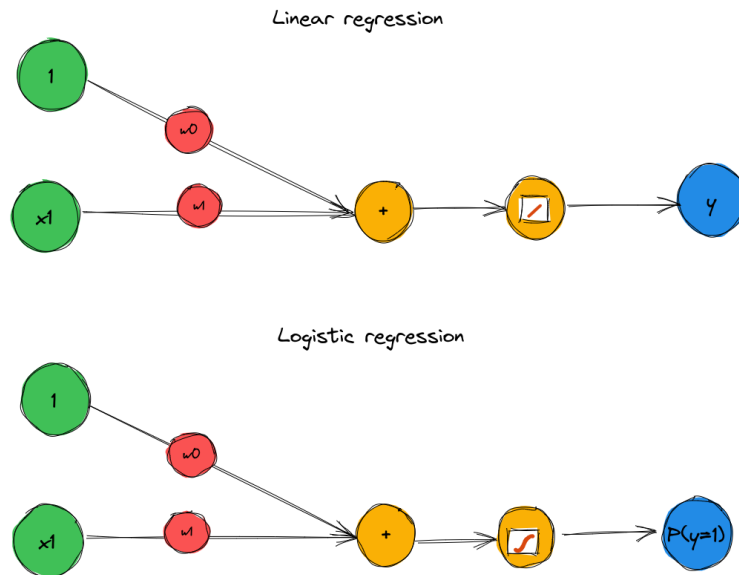 Linear regression
1
w0
x1
w1
+
y
Logistic regression
1
w0
x1
w1
+
P(y=1)